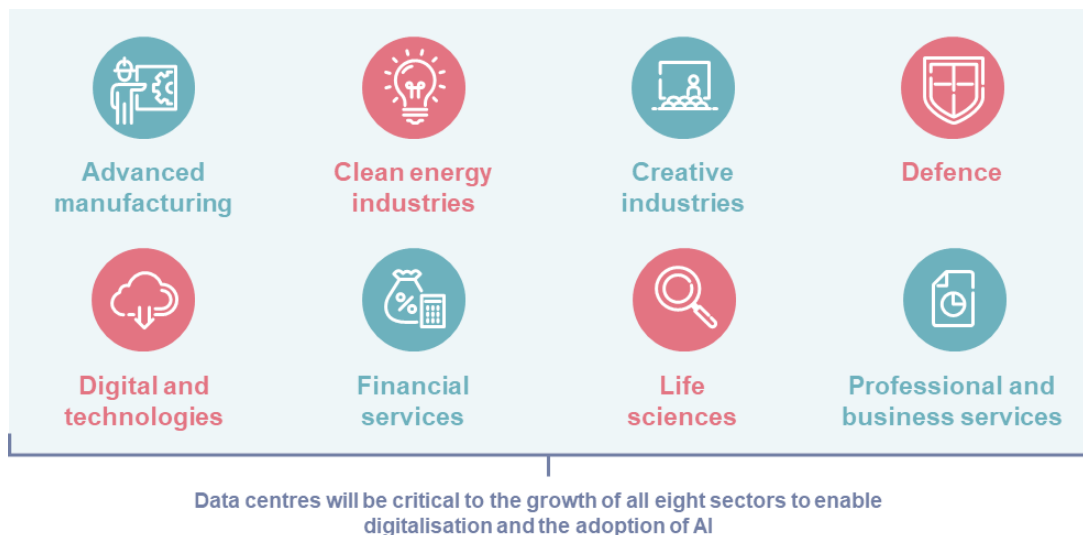 Advanced
manufacturing
Clean energy
industries
Creative
industries
Defence
Digital and
technologies
Financial
services
Life
sciences
Professional and
business services
Data centres will be critical to the growth of all eight sectors to enable
digitalisation and the adoption of AI